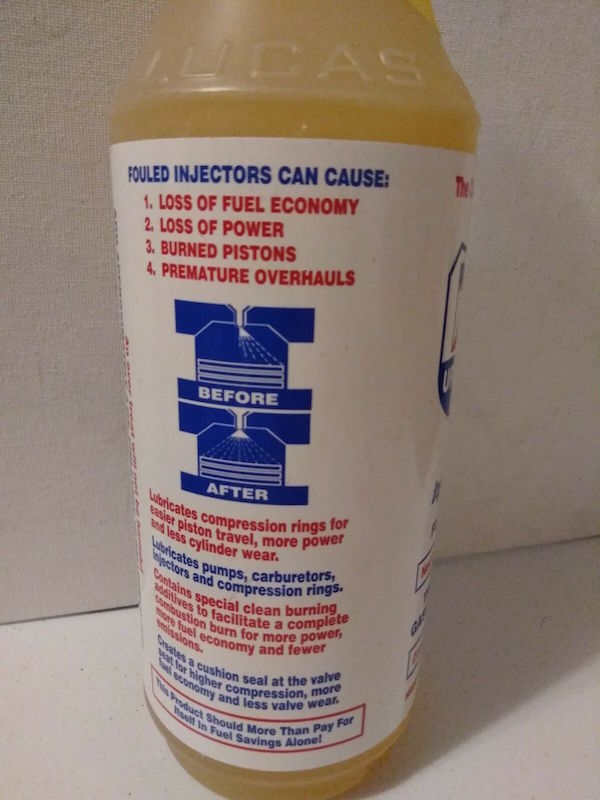 LUCAS
FOULED INJECTORS CAN CAUSE:
1. LOSS OF FUEL ECONOMY
2. LOSS OF POWER
3. BURNED PISTONS
4. PREMATURE OVERHAULS
BEFORE
AFTER
Lubricates compression rings for
easier piston travel, more power
and less cylinder wear.
Lubricates pumps, carburetors,
injectors and compression rings.
Contains special clean burning
additives to facilitate a complete
combustion burn for more power,
more fuel economy and fewer
emissions.
Creates a cushion seal at the valve
seat for higher compression, more
fuel economy and less valve wear.
This Product Should More Than Pay For
Itself In Fuel Savings Alone!
The